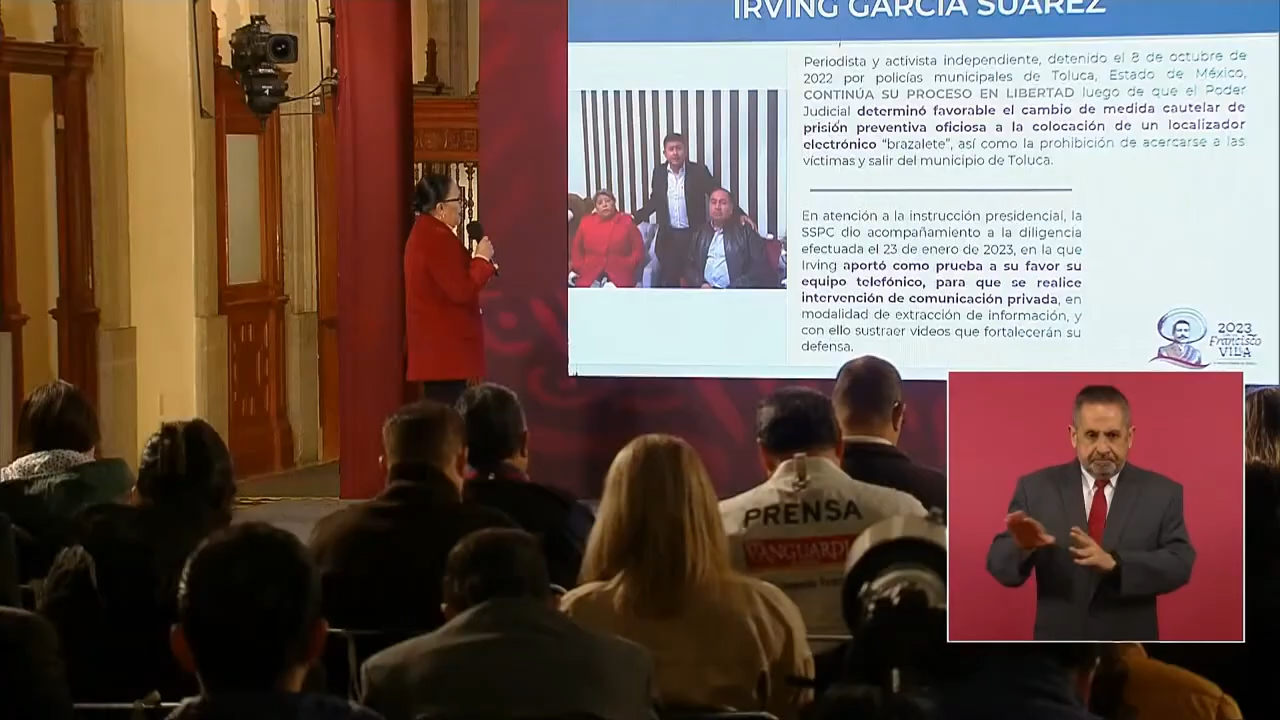 IRVING GARCÍA SUÁREZ
Periodista y activista independiente, detenido el 8 de octubre de
2022 por policías municipales de Toluca, Estado de México,
CONTINÚA SU PROCESO EN LIBERTAD luego de que el Poder
Judicial determinó favorable el cambio de medida cautelar de
prisión preventiva oficiosa a la colocación de un localizador
electrónico “brazalete”, así como la prohibición de acercarse a las
víctimas y salir del municipio de Toluca.
En atención a la instrucción presidencial, la
SSPC dio acompañamiento a la diligencia
efectuada el 23 de enero de 2023, en la que
Irving aportó como prueba a su favor su
equipo telefónico, para que se realice
intervención de comunicación privada, en
modalidad de extracción de información, y
con ello sustraer videos que fortalecerán su
defensa.
2023
Francisco
VILLA
PRENSA
VANGUARDI